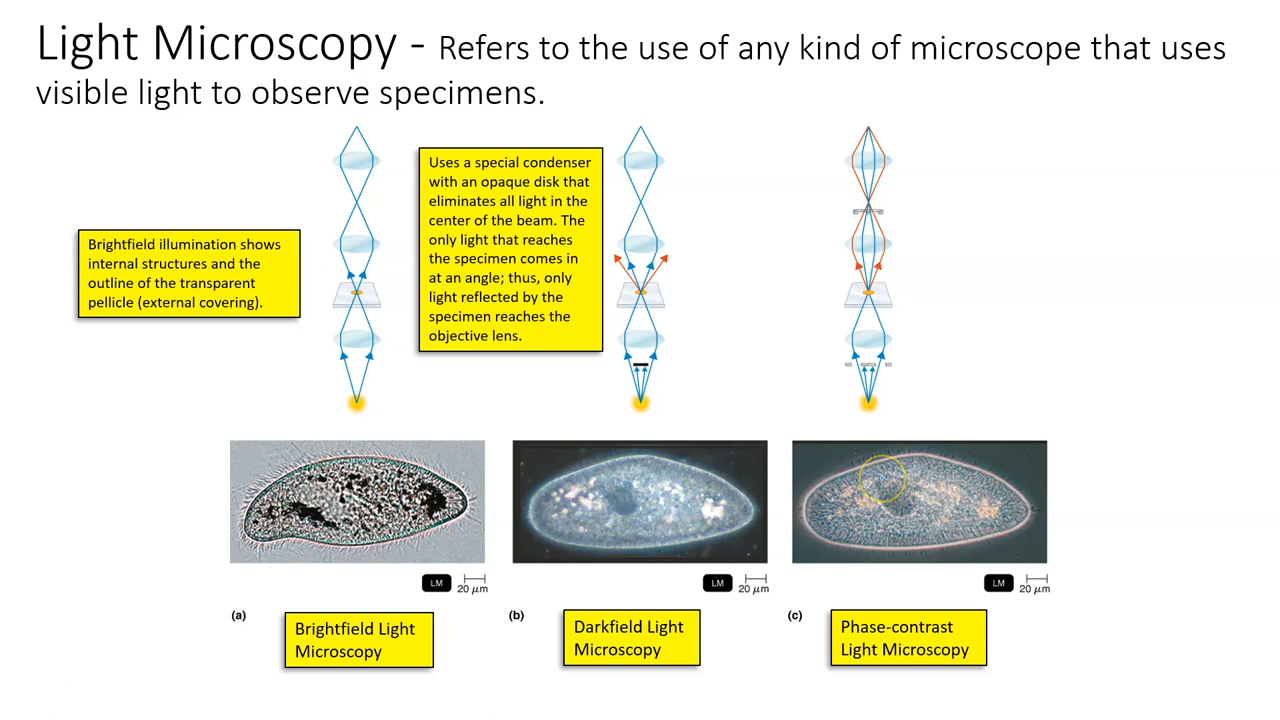 Light Microscopy - Refers to the use of any kind of microscope that uses
visible light to observe specimens.
Brightfield illumination shows
internal structures and the
outline of the transparent
pellicle (external covering).
Uses a special condenser
with an opaque disk that
eliminates all light in the
center of the beam. The
only light that reaches
the specimen comes in
at an angle; thus, only
light reflected by the
specimen reaches the
objective lens.
LM
20 μm
LM
20 μm
LM
20 μm
(a)
Brightfield Light
Microscopy
(b)
Darkfield Light
Microscopy
(c)
Phase-contrast
Light Microscopy